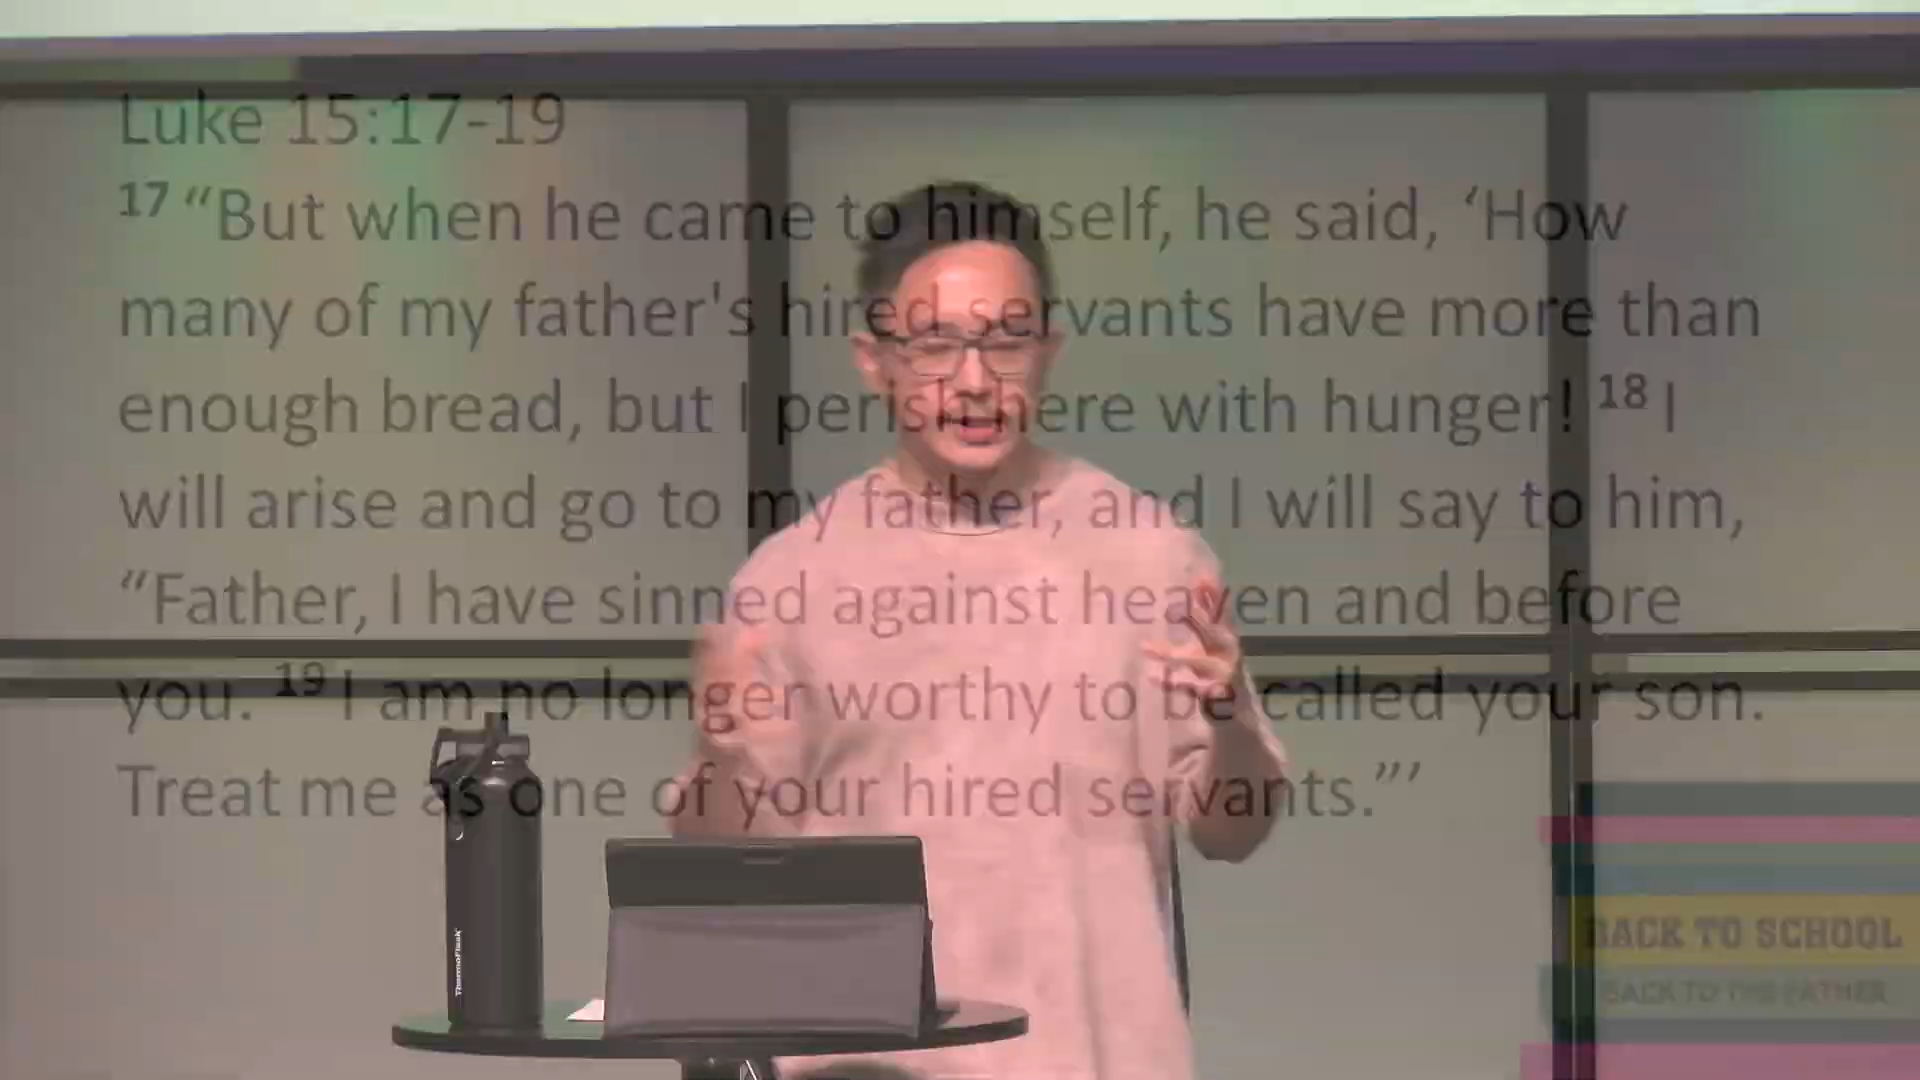 Luke 15:17-19
17 “But when he came to himself, he said, ‘How
many of my father's hired servants have more than
enough bread, but I perish here with hunger! 18 I
will arise and go to my father, and I will say to him,
“Father, I have sinned against heaven and before
you. 19 I am no longer worthy to be called your son.
Treat me as one of your hired servants.”’
ThermoFlask
BACK TO SCHOOL
BACK TO THE FATHER